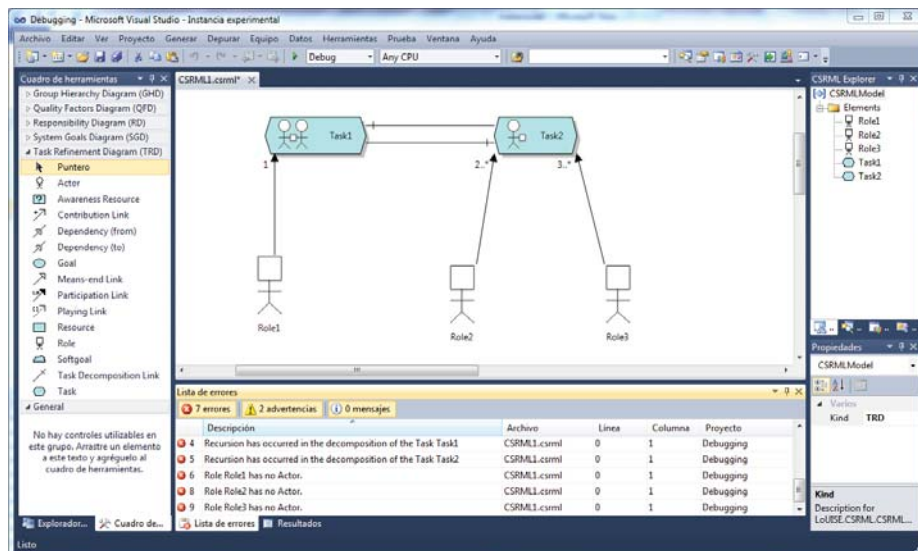 Debugging - Microsoft Visual Studio - Instancia experimental
Archivo Editar Ver Proyecto Generar Depurar Equipo Datos Herramientas Prueba Ventana Ayuda
Debug Any CPU
Cuadro de herramientas
Group Hierarchy Diagram (GHD)
Quality Factors Diagram (QFD)
Responsibility Diagram (RD)
System Goals Diagram (SGD)
Task Refinement Diagram (TRD)
Puntero
Actor
Awareness Resource
Contribution Link
Dependency (from)
Dependency (to)
Goal
Means-end Link
Participation Link
Playing Link
Resource
Role
Softgoal
Task Decomposition Link
Task
General
No hay controles utilizables en
este grupo. Arrastre un elemento
a este texto y agréguelo al
cuadro de herramientas.
Explorador... Cuadro de...
CSRML1.csrml*
Task1
Task2
1
2..*
3..*
Role1
Role2
Role3
Lista de errores
7 errores 2 advertencias 0 mensajes
Descripción Archivo Línea Columna Proyecto
4 Recursion has occurred in the decomposition of the Task Task1 CSRML1.csrml 0 1 Debugging
5 Recursion has occurred in the decomposition of the Task Task2 CSRML1.csrml 0 1 Debugging
6 Role Role1 has no Actor. CSRML1.csrml 0 1 Debugging
8 Role Role2 has no Actor. CSRML1.csrml 0 1 Debugging
9 Role Role3 has no Actor. CSRML1.csrml 0 1 Debugging
Lista de errores Resultados
CSRML Explorer
CSRMLModel
Elements
Role1
Role2
Role3
Task1
Task2
Propiedades
CSRMLModel
Varios
Kind TRD
Kind
Description for
LoUISE.CSRML.CSRML...
Listo